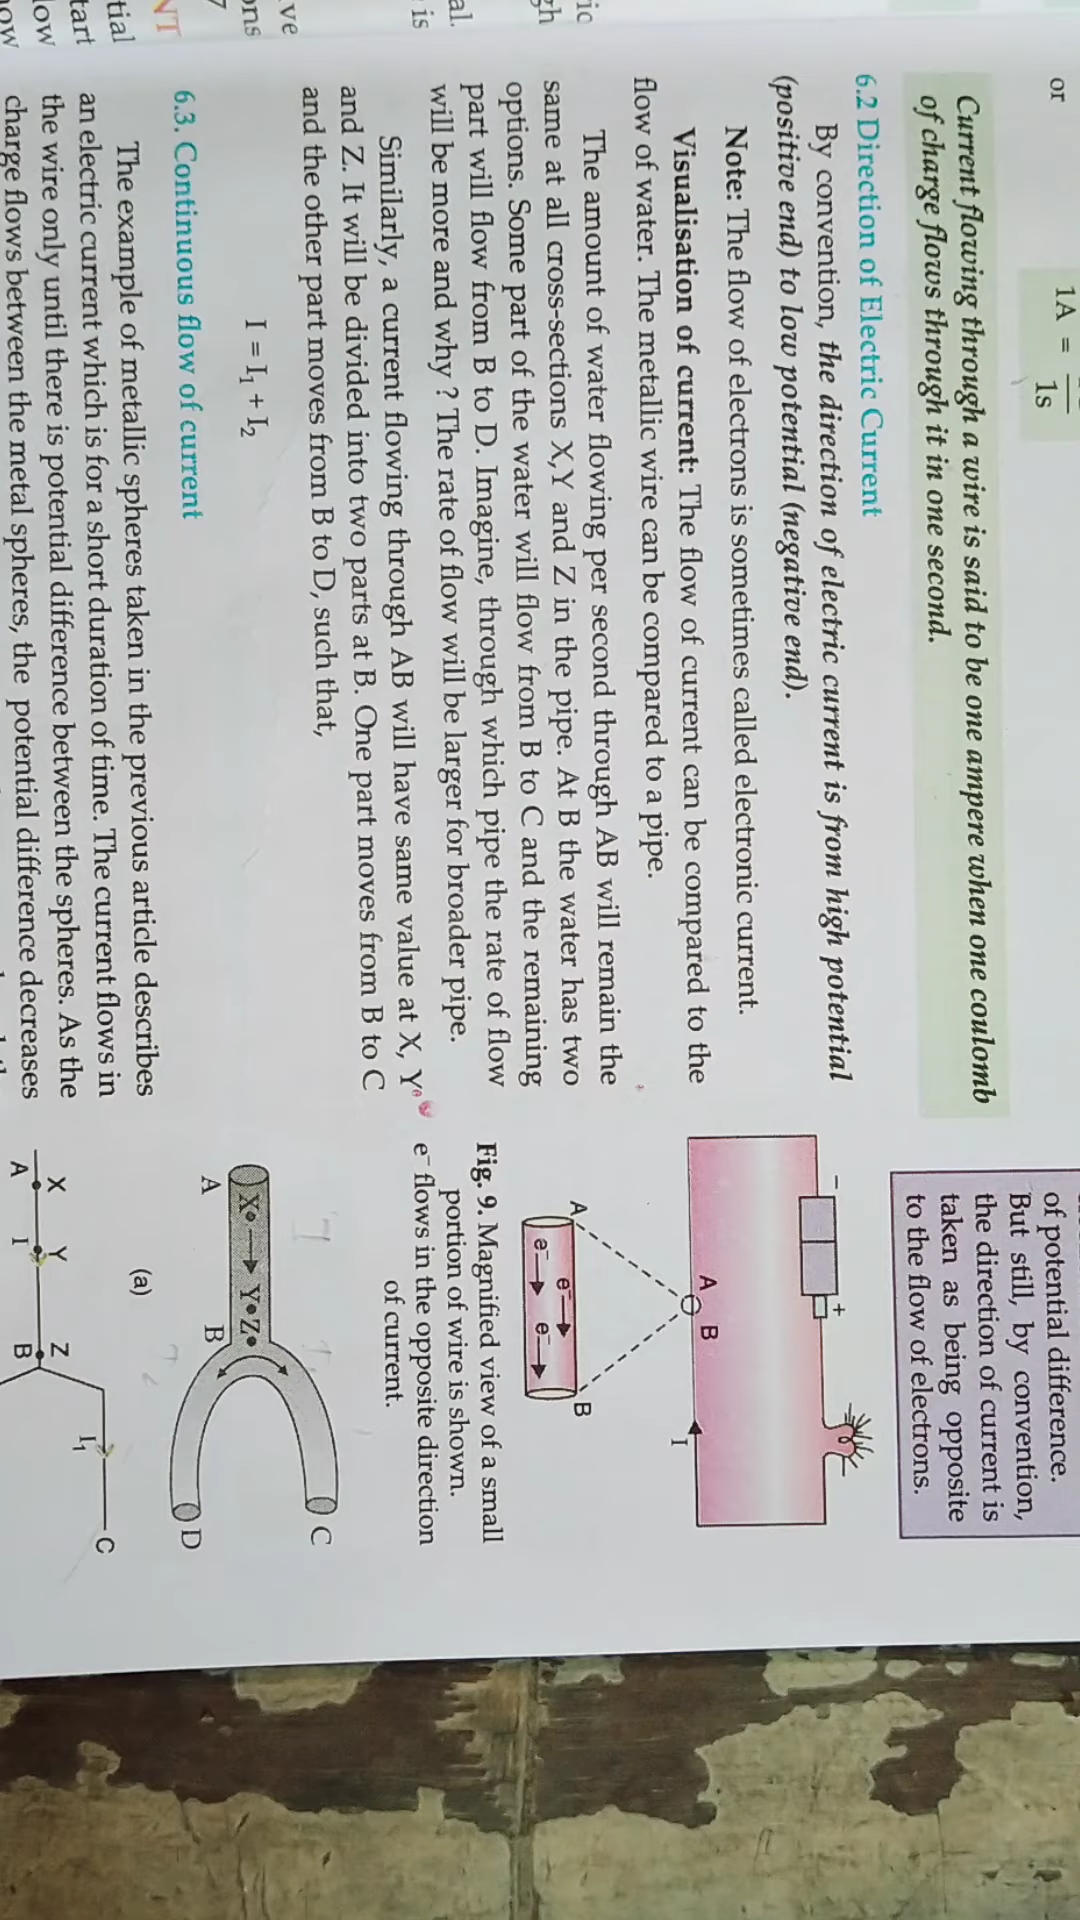 or
1A =
1s
Current flowing through a wire is said to be one ampere when one coulomb
of charge flows through it in one second.
6.2 Direction of Electric Current
By convention, the direction of electric current is from high potential
(positive end) to low potential (negative end).
Note: The flow of electrons is sometimes called electronic current.
Visualisation of current: The flow of current can be compared to the
flow of water. The metallic wire can be compared to a pipe.
The amount of water flowing per second through AB will remain the
same at all cross-sections X, Y and Z in the pipe. At B the water has two
options. Some part of the water will flow from B to C and the remaining
part will flow from B to D. Imagine, through which pipe the rate of flow
will be more and why ? The rate of flow will be larger for broader pipe.
Similarly, a current flowing through AB will have same value at X, Y
and Z. It will be divided into two parts at B. One part moves from B to C
and the other part moves from B to D, such that,
I = I₁ + I₂
6.3. Continuous flow of current
The example of metallic spheres taken in the previous article describes
an electric current which is for a short duration of time. The current flows in
the wire only until there is potential difference between the spheres. As the
charge flows between the metal spheres, the potential difference decreases
of potential difference.
But still, by convention,
the direction of current is
taken as being opposite
to the flow of electrons.
− +
A B
I
A B
e⁻
e⁻ e⁻
Fig. 9. Magnified view of a small
portion of wire is shown.
e⁻ flows in the opposite direction
of current.
C
X Y Z
A B
D
(a)
I₁ C
X Y Z
A I B
ic
gh
al.
is
ve
ons
NT
tial
tart
low
now